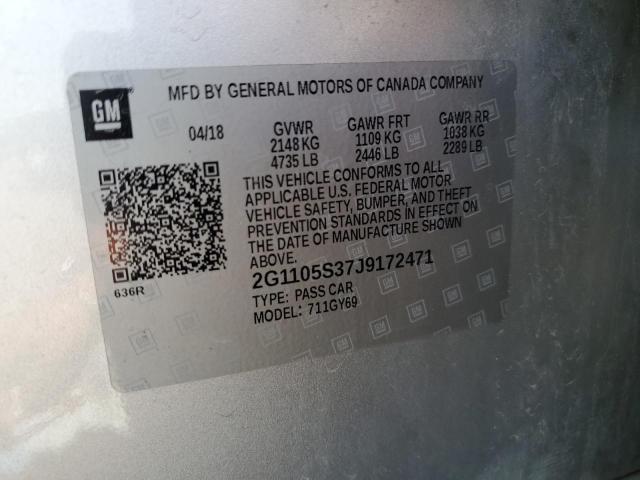 MFD BY GENERAL MOTORS OF CANADA COMPANY
GM
04/18 GVWR GAWR FRT GAWR RR
2148 KG 1109 KG 1038 KG
4735 LB 2446 LB 2289 LB
THIS VEHICLE CONFORMS TO ALL
APPLICABLE U.S. FEDERAL MOTOR
VEHICLE SAFETY, BUMPER, AND THEFT
PREVENTION STANDARDS IN EFFECT ON
THE DATE OF MANUFACTURE SHOWN
ABOVE.
636R
2G1105S37J9172471
TYPE: PASS CAR
MODEL: 711GY69